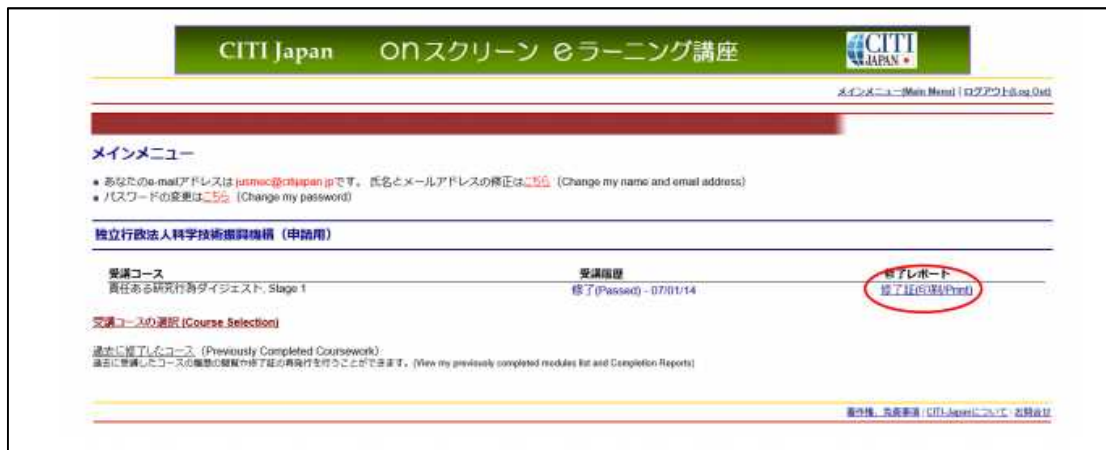 CITI Japan onスクリーン eラーニング講座
CITI
JAPAN
メインメニュー(Main Menu) | ログアウト(Log Out)
メインメニュー
• あなたのe-mailアドレスは jusmec@citijapan.jpです。 氏名とメールアドレスの修正はこちら (Change my name and email address)
• パスワードの変更はこちら (Change my password)
独立行政法人科学技術振興機構（申請用）
受講コース 受講履歴 修了レポート
責任ある研究行為ダイジェスト, Stage 1 修了(Passed) - 07/01/14 修了証(印刷/Print)
受講コースの選択 (Course Selection)
過去に修了したコース (Previously Completed Coursework)
過去に受講したコースの履歴の閲覧や修了証の再発行を行うことができます。(View my previously completed modules list and Completion Reports)
著作権、免責事項 | CITI-Japanについて | お問合せ